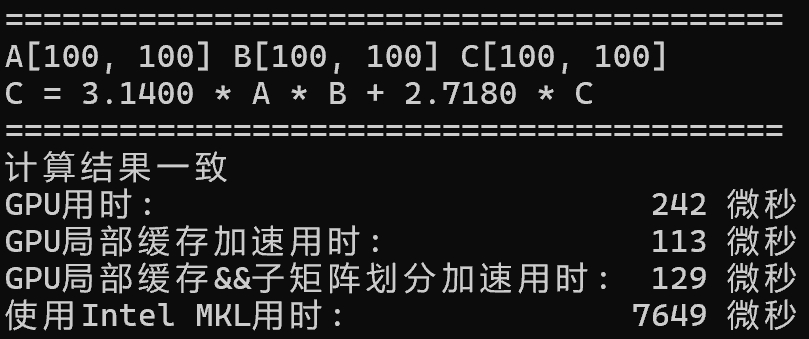 =========================================
A[100, 100] B[100, 100] C[100, 100]
C = 3.1400 * A * B + 2.7180 * C
=========================================
计算结果一致
GPU用时: 242 微秒
GPU局部缓存加速用时: 113 微秒
GPU局部缓存&&子矩阵划分加速用时: 129 微秒
使用Intel MKL用时: 7649 微秒